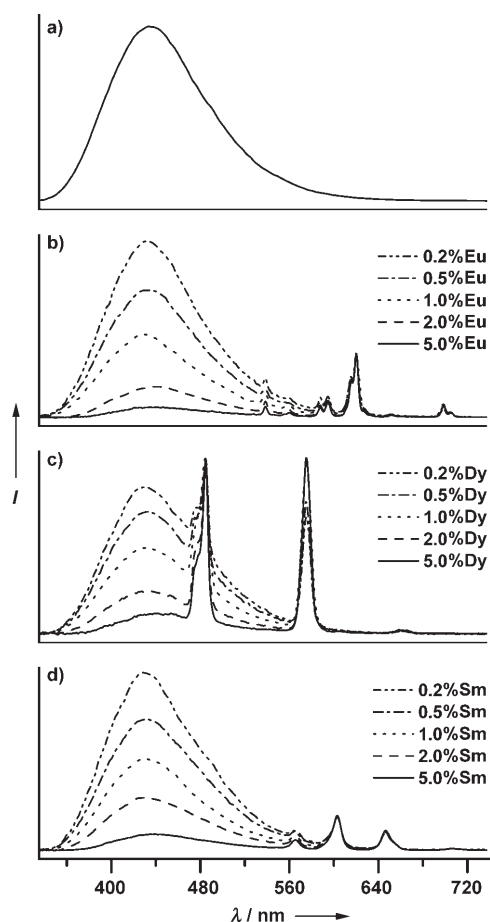 a)
b)
0.2%Eu
0.5%Eu
1.0%Eu
2.0%Eu
5.0%Eu
c)
0.2%Dy
0.5%Dy
1.0%Dy
2.0%Dy
5.0%Dy
I
d)
0.2%Sm
0.5%Sm
1.0%Sm
2.0%Sm
5.0%Sm
400 480 560 640 720
λ / nm